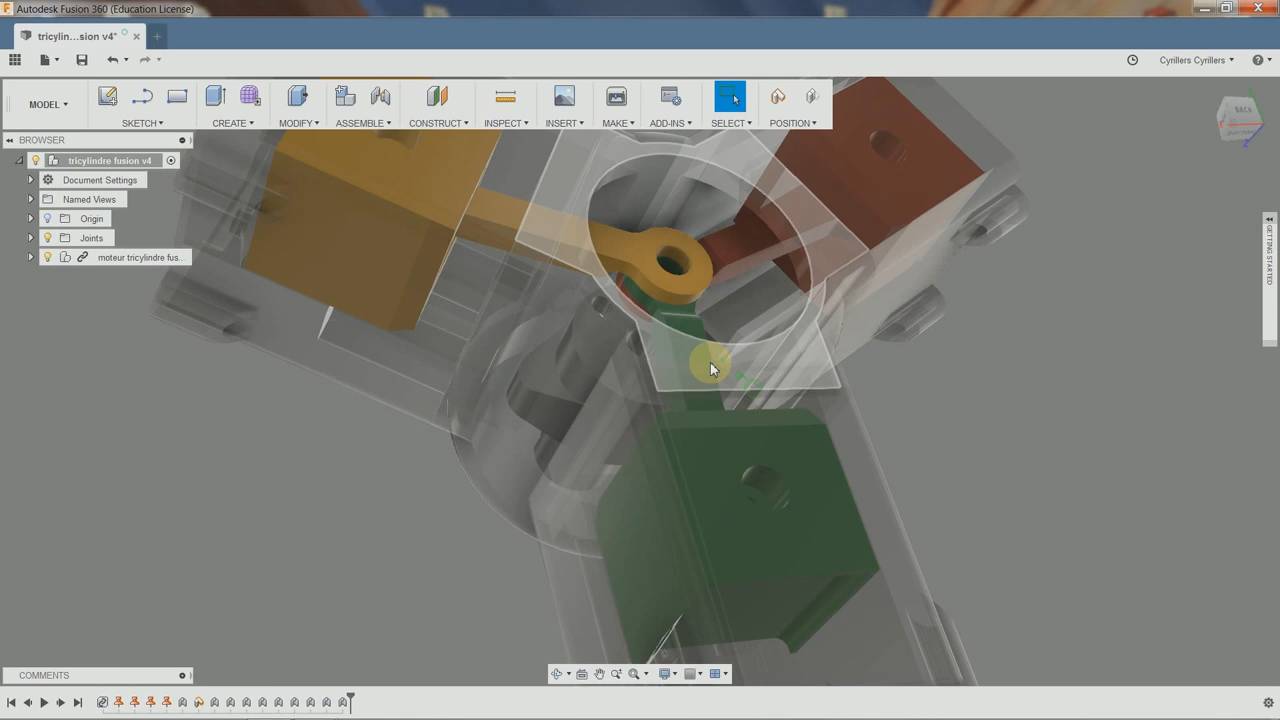 Autodesk Fusion 360 (Education License)
tricylin...sion v4*
Cyrillers Cyrillers
MODEL
SKETCH
CREATE
MODIFY
ASSEMBLE
CONSTRUCT
INSPECT
INSERT
MAKE
ADD-INS
SELECT
POSITION
BROWSER
tricylindre fusion v4
Document Settings
Named Views
Origin
Joints
moteur tricylindre fus...
BACK
Z
GETTING STARTED
COMMENTS